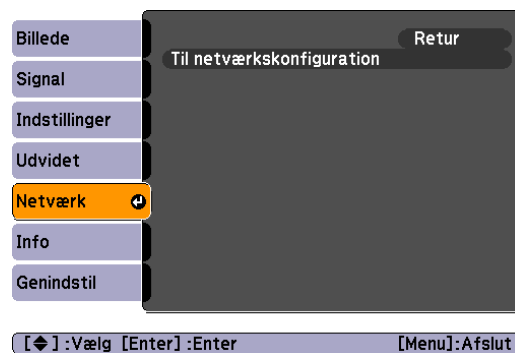 Billede
Signal
Indstillinger
Udvidet
Netværk
Info
Genindstil
Retur
Til netværkskonfiguration
[◆] :Vælg [Enter] :Enter [Menu]:Afslut